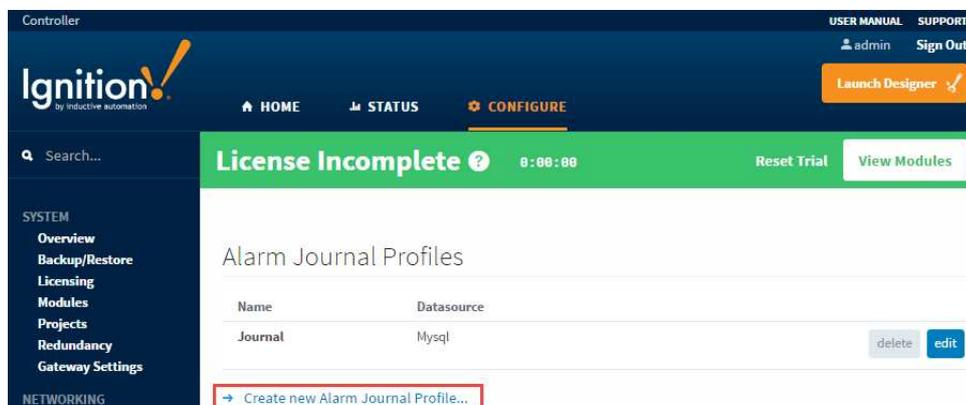 Controller
USER MANUAL SUPPORT
admin Sign Out
Ignition!
by inductive automation
Launch Designer
HOME STATUS CONFIGURE
Search...
License Incomplete ? 0:00:00 Reset Trial View Modules
SYSTEM
Overview
Backup/Restore
Licensing
Modules
Projects
Redundancy
Gateway Settings
NETWORKING
Alarm Journal Profiles
Name Datasource
Journal Mysql delete edit
→ Create new Alarm Journal Profile...